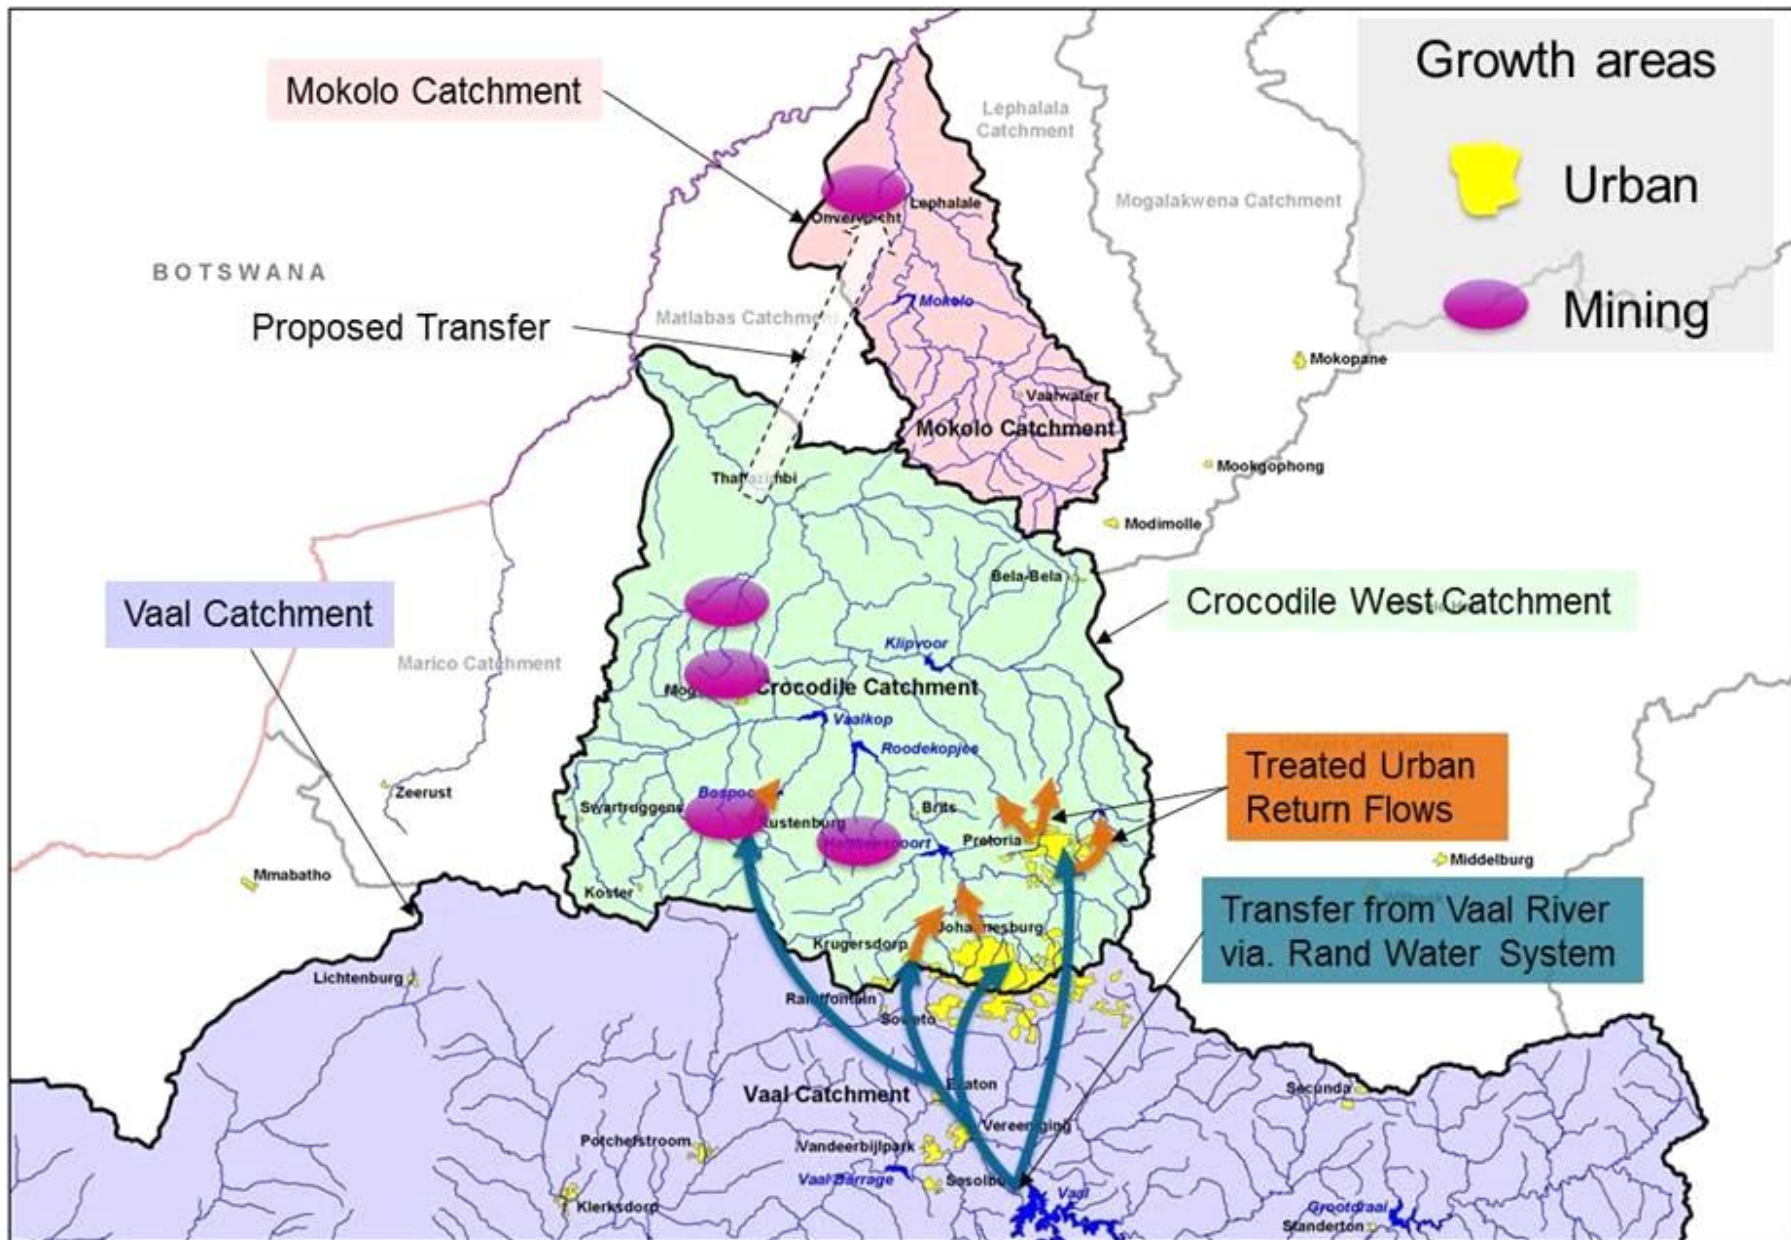 Growth areas
Urban
Mining
Mokolo Catchment
Lephalala
Catchment
Mogalakwena Catchment
Lephalale
BOTSWANA
Mokolo
Proposed Transfer
Matlabas Catchment
Mokopane
Vaalwater
Mokolo Catchment
Mookgophong
Modimolle
Bela-Bela
Vaal Catchment
Crocodile West Catchment
Klipvoor
Marico Catchment
Crocodile Catchment
Vaalkop
Roodekopjes
Treated Urban
Return Flows
Zeerust
Swartruggens
Brits
Pretoria
Middelburg
Mmabatho
Koster
Transfer from Vaal River
via. Rand Water System
Johannesburg
Krugersdorp
Lichtenburg
Randfontein
Soweto
Vaal Catchment
Secunda
Vereeniging
Potchefstroom
Vandeerbijlpark
Vaal Barrage
Vaal
Klerksdorp
Grootdraai
Standerton